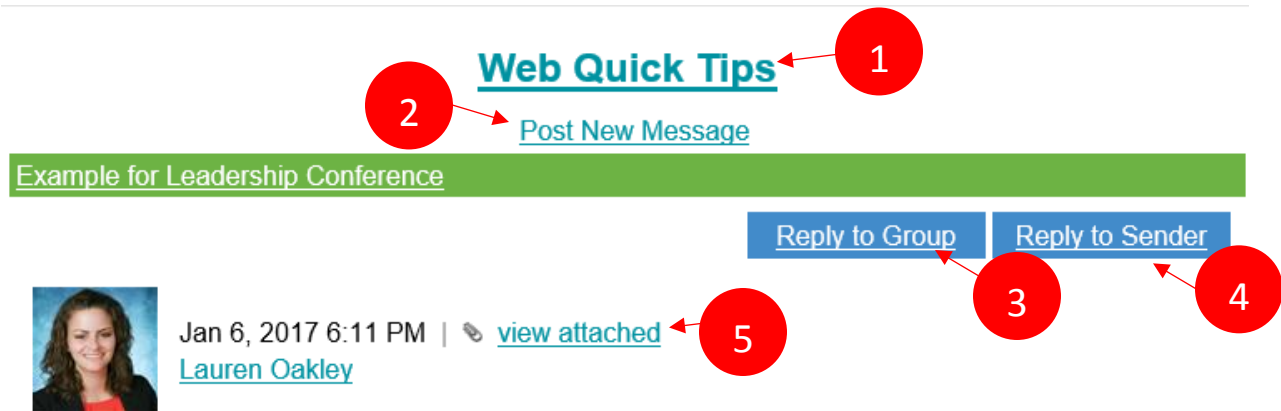 Web Quick Tips
1
2
Post New Message
Example for Leadership Conference
Reply to Group
Reply to Sender
3
4
Jan 6, 2017 6:11 PM | view attached
5
Lauren Oakley